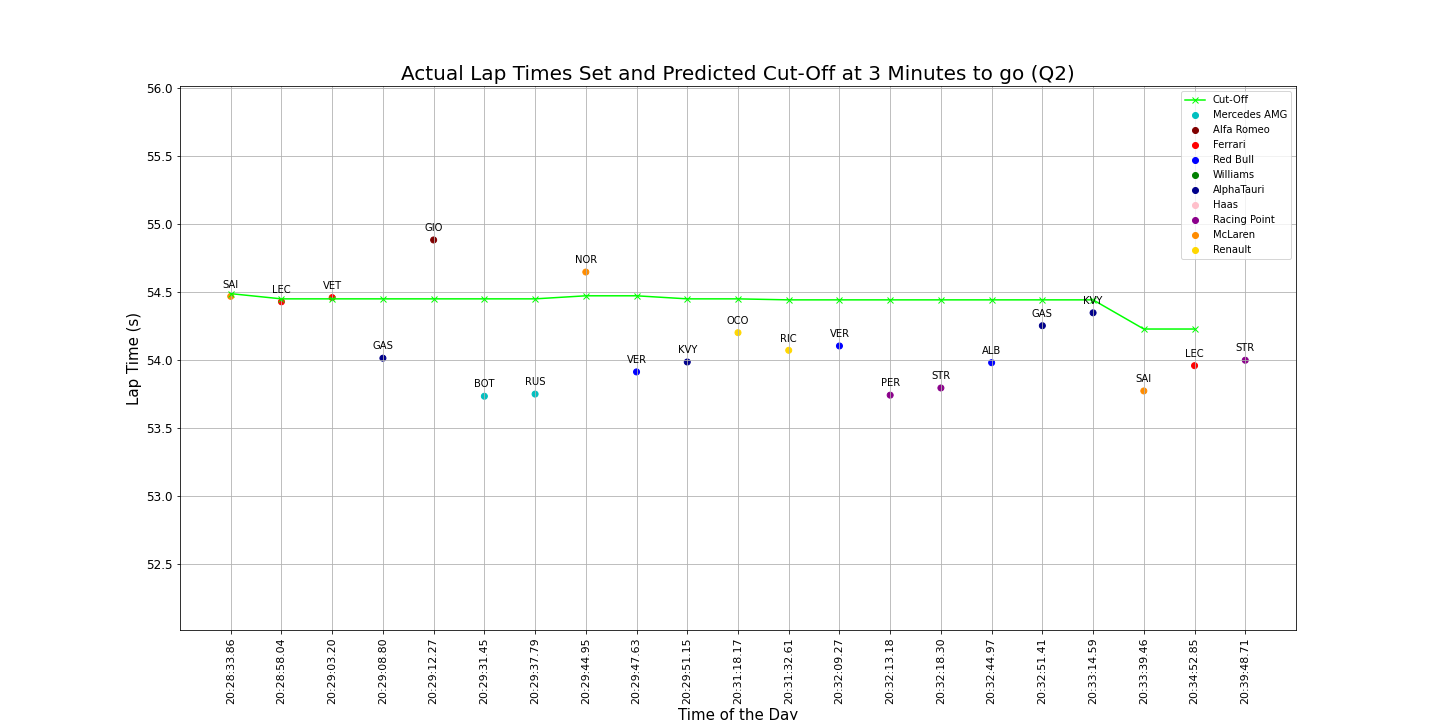 Actual Lap Times Set and Predicted Cut-Off at 3 Minutes to go (Q2)
56.0
55.5
55.0
54.5
54.0
53.5
53.0
52.5
Lap Time (s)
Cut-Off
Mercedes AMG
Alfa Romeo
Ferrari
Red Bull
Williams
AlphaTauri
Haas
Racing Point
McLaren
Renault
SAI
LEC
VET
GAS
GIO
BOT
RUS
NOR
VER
KVY
OCO
RIC
VER
PER
STR
ALB
GAS
KVY
SAI
LEC
STR
20:28:33.86
20:28:58.04
20:29:03.20
20:29:08.80
20:29:12.27
20:29:31.45
20:29:37.79
20:29:44.95
20:29:47.63
20:29:51.15
20:31:18.17
20:31:32.61
20:32:09.27
20:32:13.18
20:32:18.30
20:32:44.97
20:32:51.41
20:33:14.59
20:33:39.46
20:34:52.85
20:39:48.71
Time of the Day